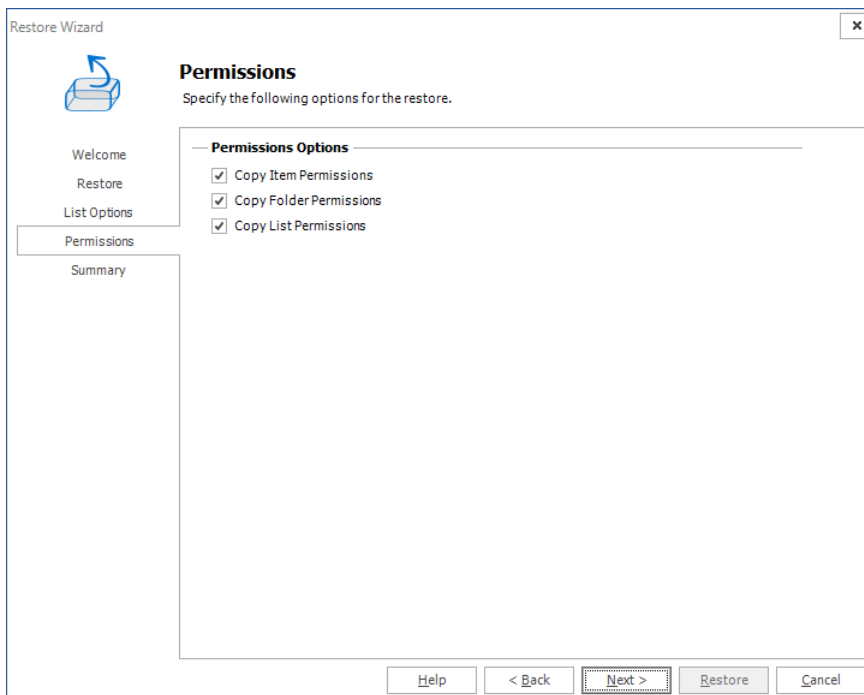 Restore Wizard
Permissions
Specify the following options for the restore.
Welcome
Restore
List Options
Permissions
Summary
Permissions Options
Copy Item Permissions
Copy Folder Permissions
Copy List Permissions
Help
< Back
Next >
Restore
Cancel